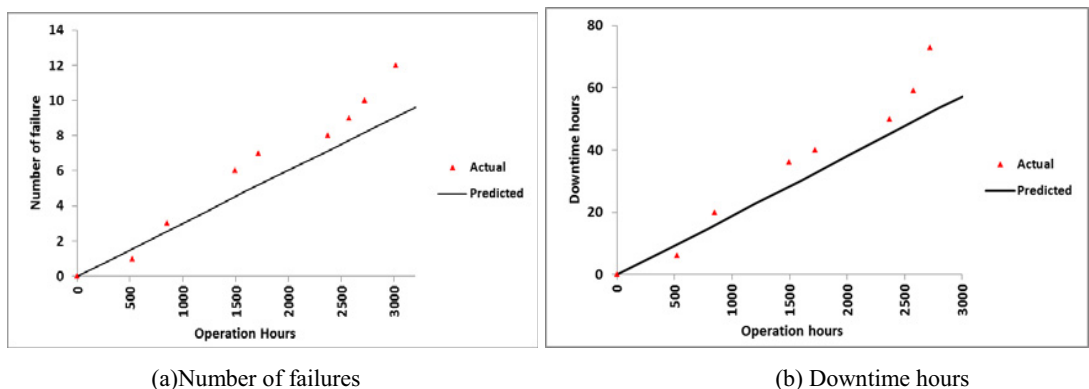 14
12
10
8
6
4
2
0
Number of failure
0
500
1000
1500
2000
2500
3000
Operation Hours
Actual
Predicted
80
60
40
20
0
Downtime hours
0
500
1000
1500
2000
2500
3000
Operation hours
Actual
Predicted
(a)Number of failures
(b) Downtime hours